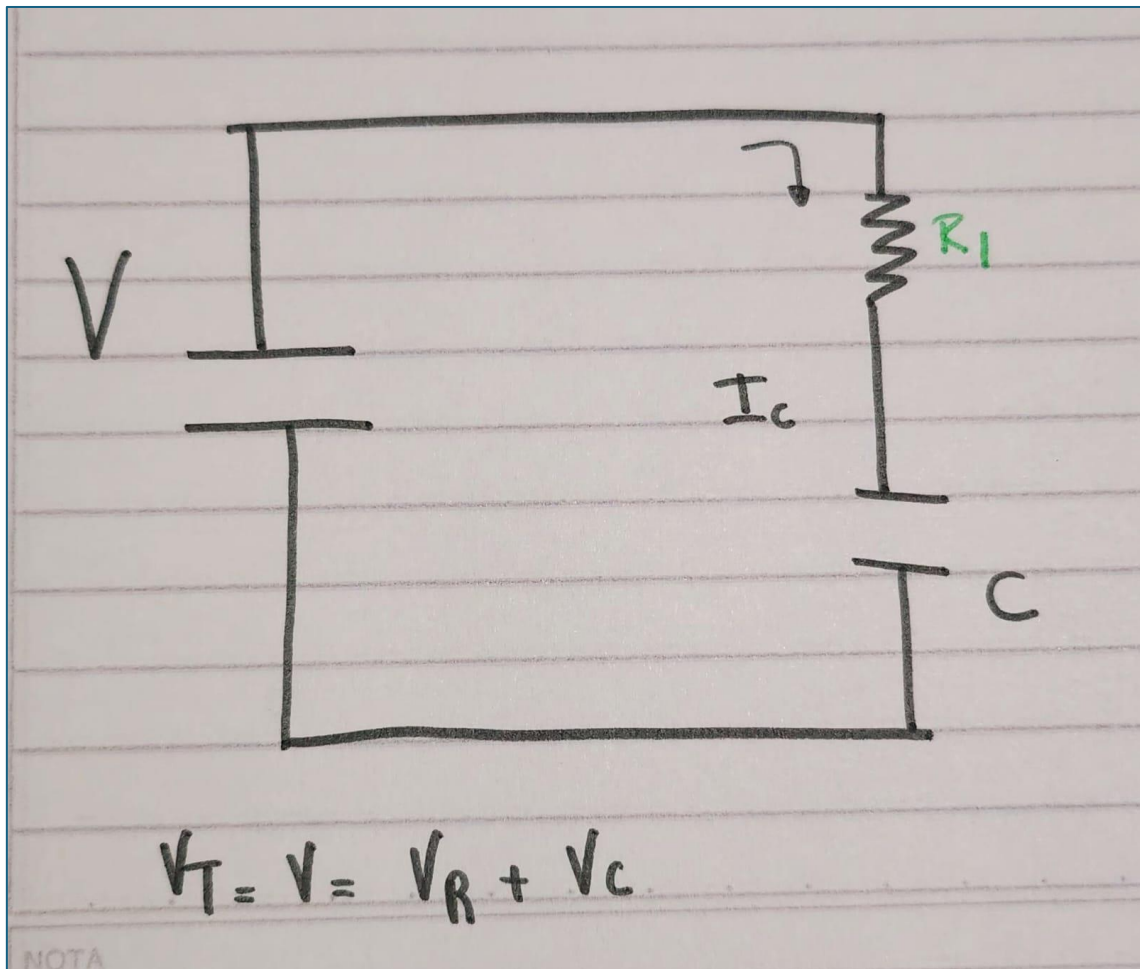 V
R1
Ic
C
VT = V = VR + Vc
NOTA